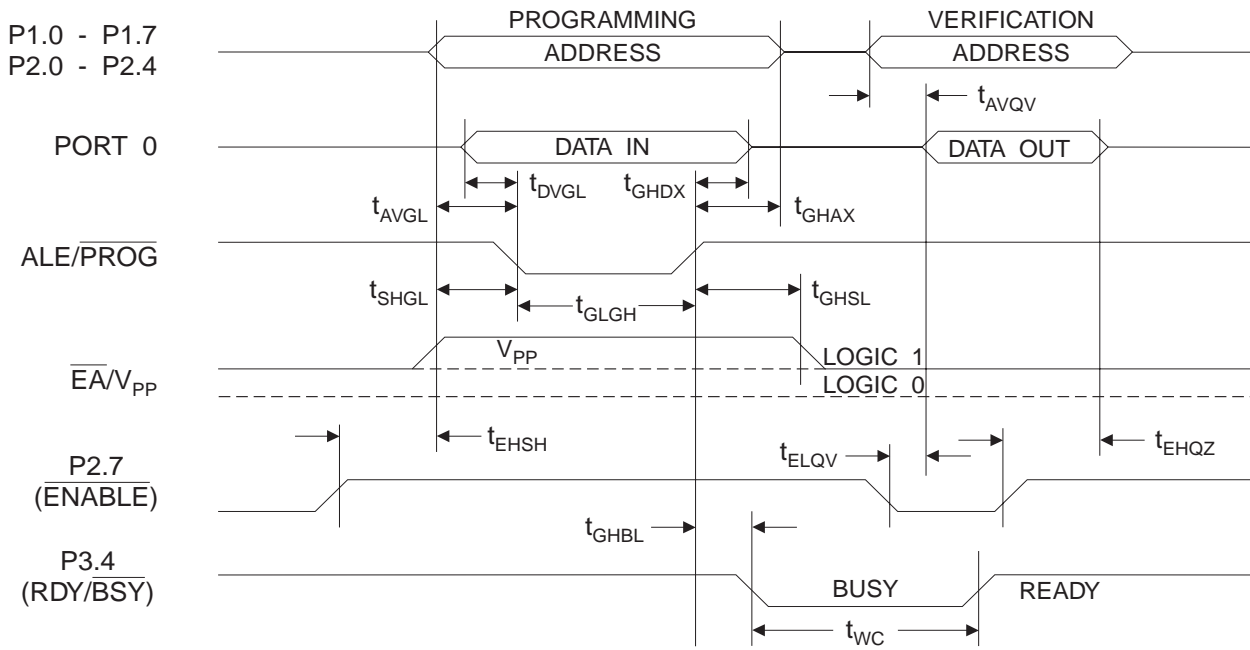 PROGRAMMING VERIFICATION
P1.0 - P1.7
P2.0 - P2.4
ADDRESS ADDRESS
tAVQV
PORT 0 DATA IN DATA OUT
tDVGL tGHDX
tAVGL tGHAX
ALE/PROG
tSHGL tGLGH tGHSL
VPP LOGIC 1
EA/VPP LOGIC 0
tEHSH tELQV tEHQZ
P2.7
(ENABLE)
tGHBL
P3.4
(RDY/BSY) BUSY READY
tWC